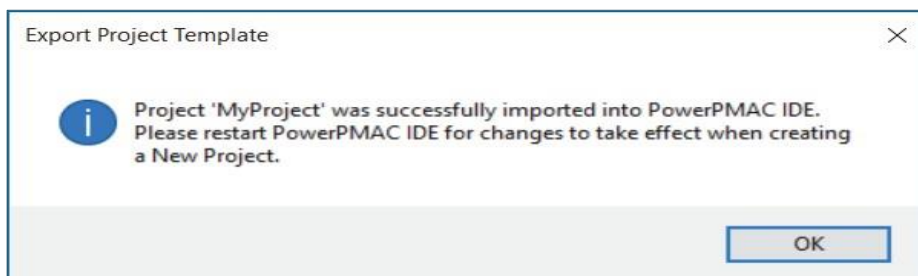 Export Project Template
Project 'MyProject' was successfully imported into PowerPMAC IDE.
Please restart PowerPMAC IDE for changes to take effect when creating
a New Project.
OK